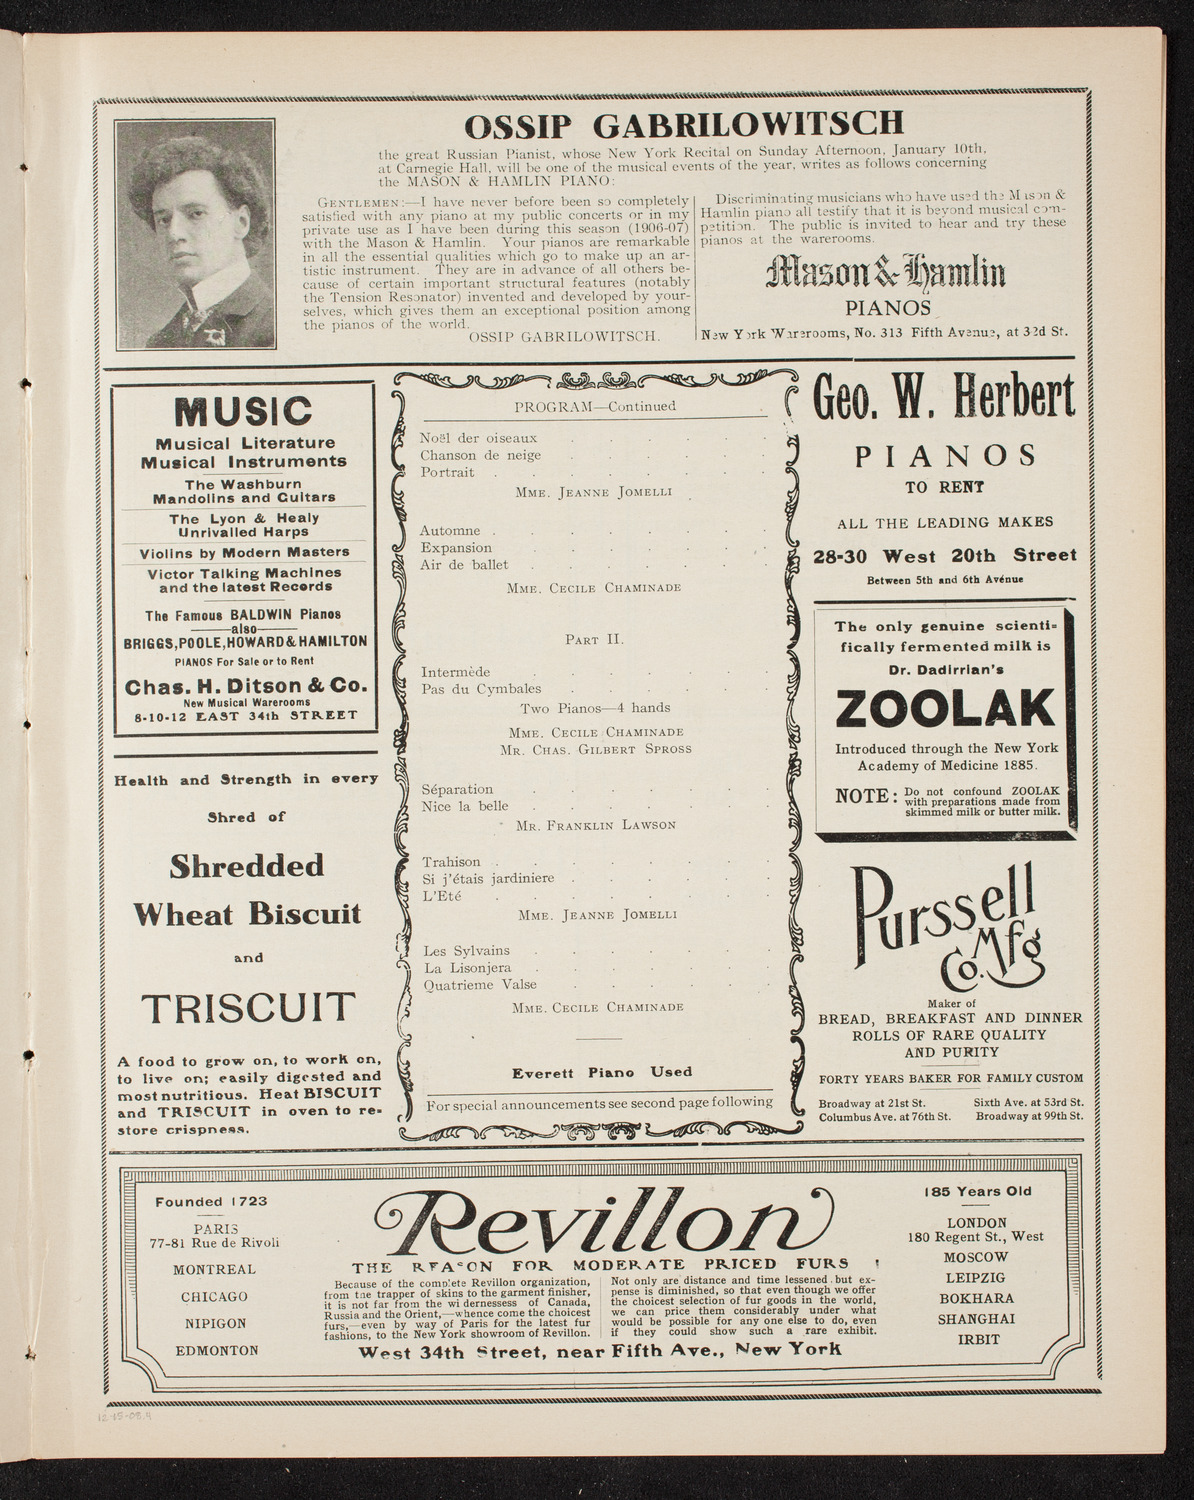 OSSIP GABRILOWITSCH
the great Russian Pianist, whose New York Recital on Sunday Afternoon, January 10th,
at Carnegie Hall, will be one of the musical events of the year, writes as follows concerning
the MASON & HAMLIN PIANO:
GENTLEMEN:—I have never before been so completely
satisfied with any piano at my public concerts or in my
private use as I have been during this season (1906-07)
with the Mason & Hamlin. Your pianos are remarkable
in all the essential qualities which go to make up an ar-
tistic instrument. They are in advance of all others be-
cause of certain important structural features (notably
the Tension Resonator) invented and developed by your-
selves, which gives them an exceptional position among
the pianos of the world.
OSSIP GABRILOWITSCH.
Discriminating musicians who have used the Mason &
Hamlin piano all testify that it is beyond musical com-
petition. The public is invited to hear and try these
pianos at the warerooms.
Mason & Hamlin
PIANOS
New York Warerooms, No. 313 Fifth Avenue, at 32d St.
MUSIC
Musical Literature
Musical Instruments
The Washburn
Mandolins and Guitars
The Lyon & Healy
Unrivalled Harps
Violins by Modern Masters
Victor Talking Machines
and the latest Records
The Famous BALDWIN Pianos
also
BRIGGS, POOLE, HOWARD & HAMILTON
PIANOS For Sale or to Rent
Chas. H. Ditson & Co.
New Musical Warerooms
8-10-12 EAST 34th STREET
Health and Strength in every
Shred of
Shredded
Wheat Biscuit
and
TRISCUIT
A food to grow on, to work on,
to live on; easily digested and
most nutritious. Heat BISCUIT
and TRISCUIT in oven to re-
store crispness.
PROGRAM—Continued
Noël der oiseaux
Chanson de neige
Portrait
MME. JEANNE JOMELLI
Automne
Expansion
Air de ballet
MME. CECILE CHAMINADE
PART II.
Intermède
Pas du Cymbales
Two Pianos—4 hands
MME. CECILE CHAMINADE
MR. CHAS. GILBERT SPROSS
Séparation
Nice la belle
MR. FRANKLIN LAWSON
Trahison
Si j'étais jardiniere
L'Eté
MME. JEANNE JOMELLI
Les Sylvains
La Lisonjera
Quatrieme Valse
MME. CECILE CHAMINADE
Everett Piano Used
For special announcements see second page following
Geo. W. Herbert
PIANOS
TO RENT
ALL THE LEADING MAKES
28-30 West 20th Street
Between 5th and 6th Avénue
The only genuine scienti-
fically fermented milk is
Dr. Dadirrian's
ZOOLAK
Introduced through the New York
Academy of Medicine 1885.
NOTE: Do not confound ZOOLAK
with preparations made from
skimmed milk or butter milk.
Purssell
Mfg
Co.
Maker of
BREAD, BREAKFAST AND DINNER
ROLLS OF RARE QUALITY
AND PURITY
FORTY YEARS BAKER FOR FAMILY CUSTOM
Broadway at 21st St. Sixth Ave. at 53rd St.
Columbus Ave. at 76th St. Broadway at 99th St.
Founded 1723
PARIS
77-81 Rue de Rivoli
MONTREAL
CHICAGO
NIPIGON
EDMONTON
Revillon
THE REASON FOR MODERATE PRICED FURS
Because of the complete Revillon organization,
from the trapper of skins to the garment finisher,
it is not far from the wildernessess of Canada,
Russia and the Orient,—whence come the choicest
furs,—even by way of Paris for the latest fur
fashions, to the New York showroom of Revillon.
Not only are distance and time lessened but ex-
pense is diminished, so that even though we offer
the choicest selection of fur goods in the world,
we can price them considerably under what
would be possible for any one else to do, even
if they could show such a rare exhibit.
West 34th Street, near Fifth Ave., New York
185 Years Old
LONDON
180 Regent St., West
MOSCOW
LEIPZIG
BOKHARA
SHANGHAI
IRBIT
12-15-08.4